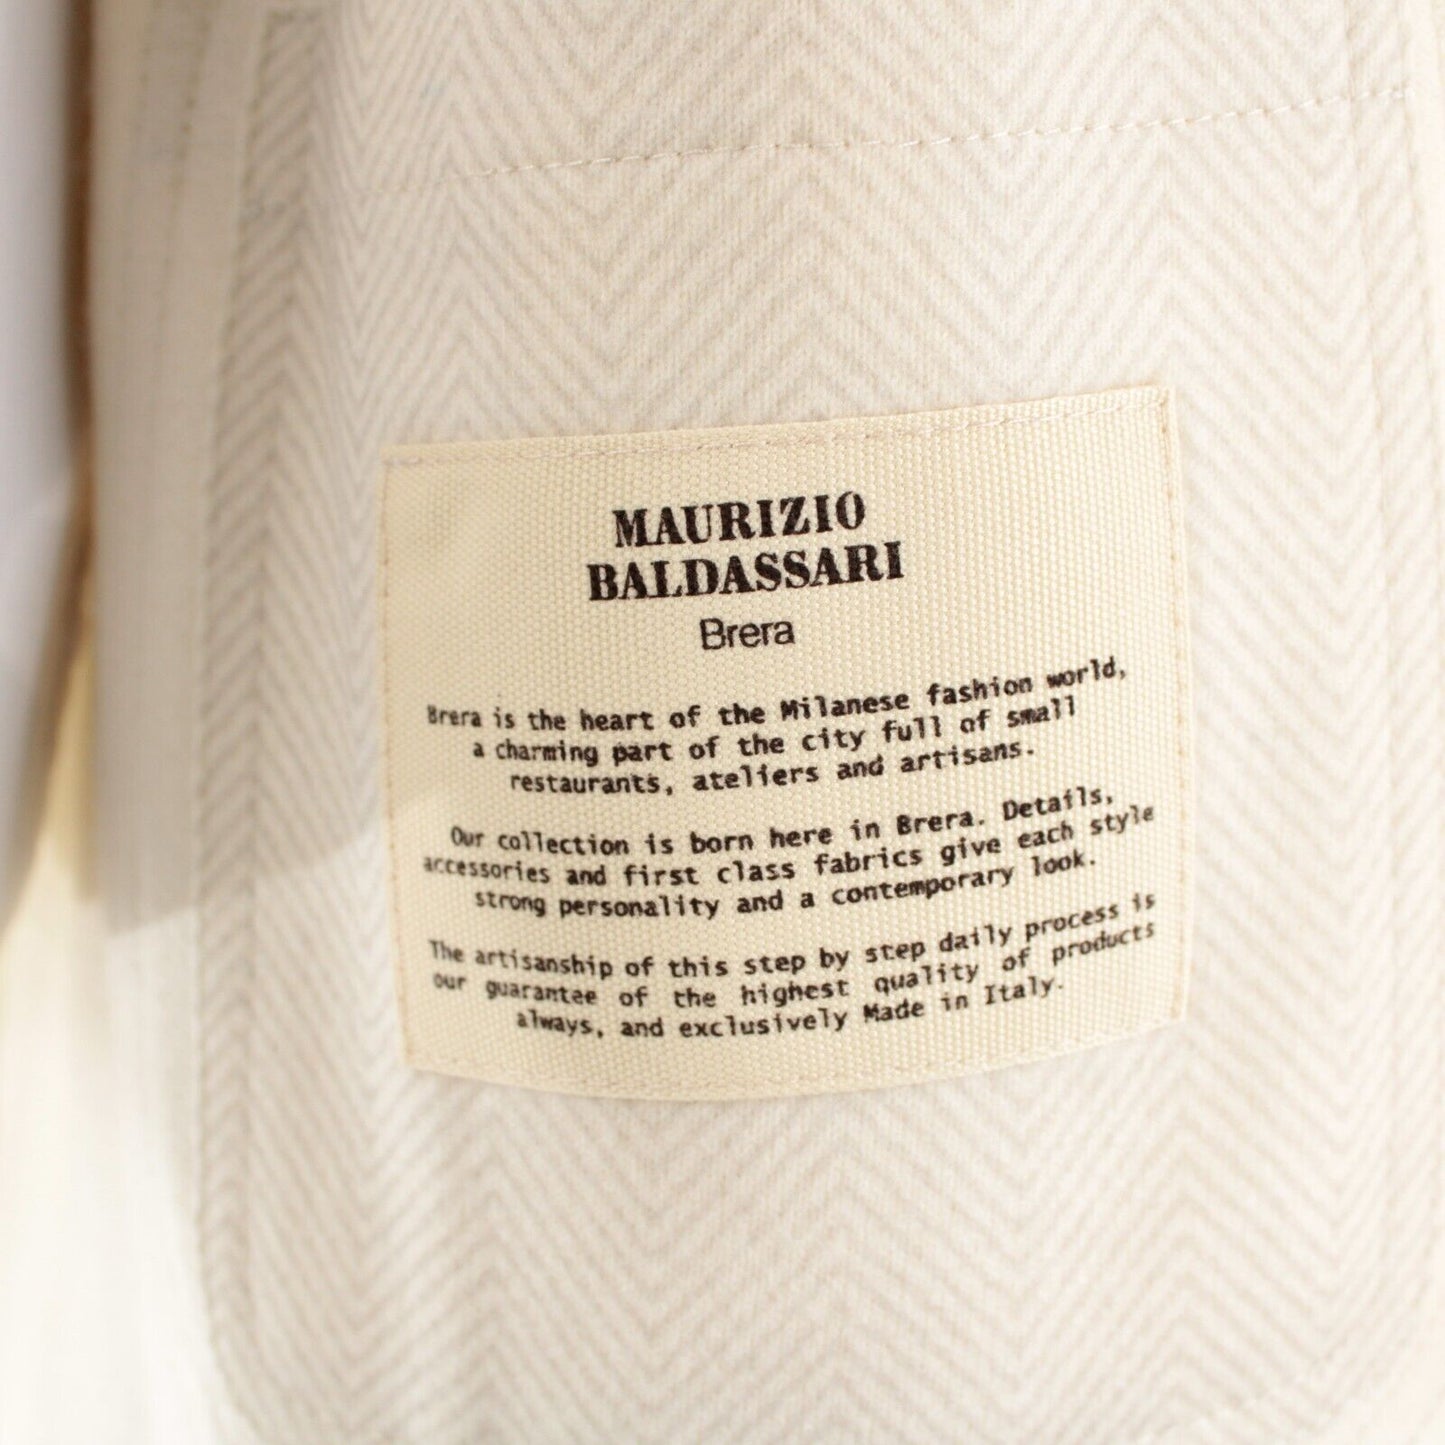 MAURIZIO
BALDASSARI
Brera
Brera is the heart of the Milanese fashion world,
a charming part of the city full of small
restaurants, ateliers and artisans.
Our collection is born here in Brera. Details,
accessories and first class fabrics give each style
strong personality and a contemporary look.
The artisanship of this step by step daily process is
our guarantee of the highest quality of products
always, and exclusively Made in Italy.